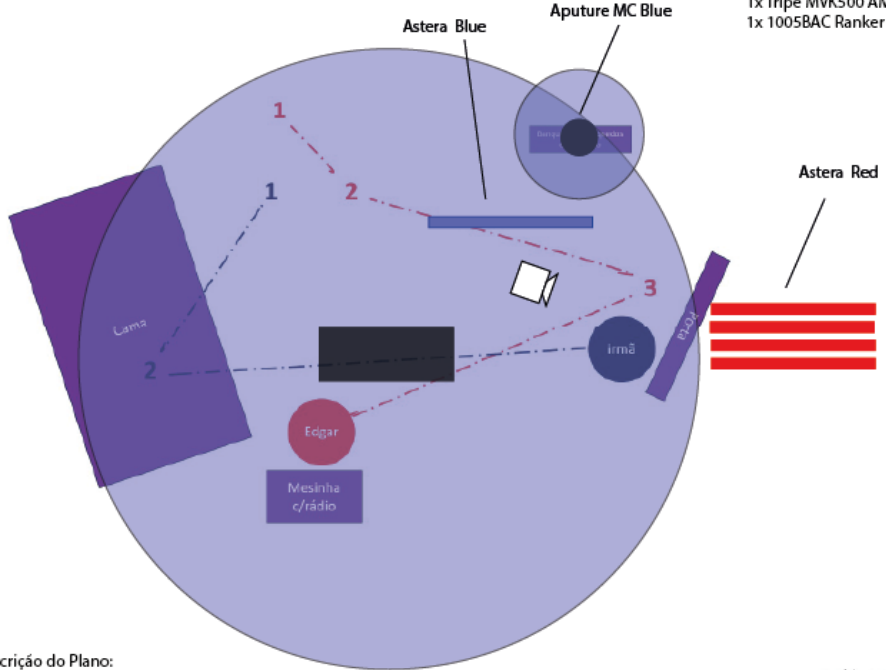 1x Tripé MVK500 AM
1x 1005BAC Ranker
Aputure MC Blue
Astera Blue
Astera Red
1
1
2
3
Cama
Porta
irmã
2
Edgar
Mesinha
c/rádio
crição do Plano: